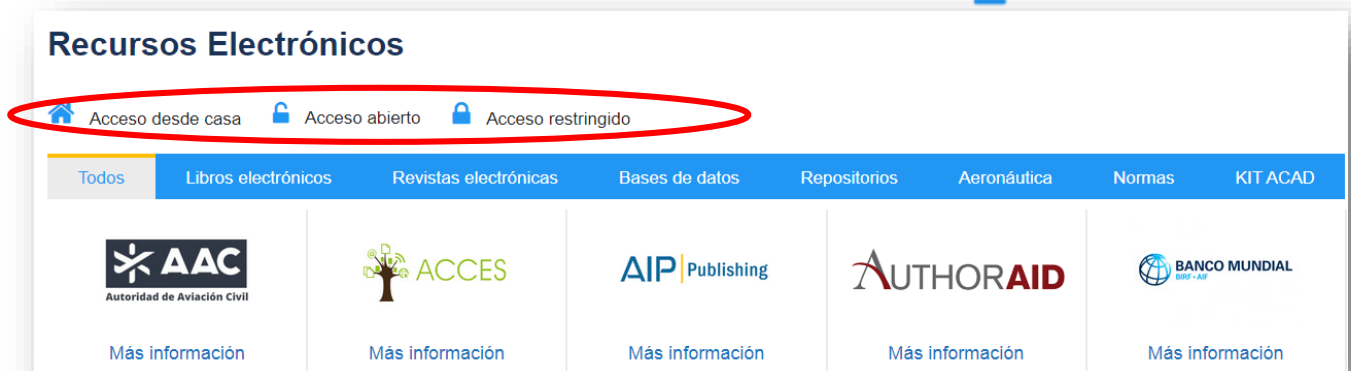 Recursos Electrónicos
Acceso desde casa Acceso abierto Acceso restringido
Todos Libros electrónicos Revistas electrónicas Bases de datos Repositorios Aeronáutica Normas KIT ACAD
AAC ACCES AIP Publishing AUTHORAID BANCO MUNDIAL
BIRF • AIF
Autoridad de Aviación Civil
Más información Más información Más información Más información Más información